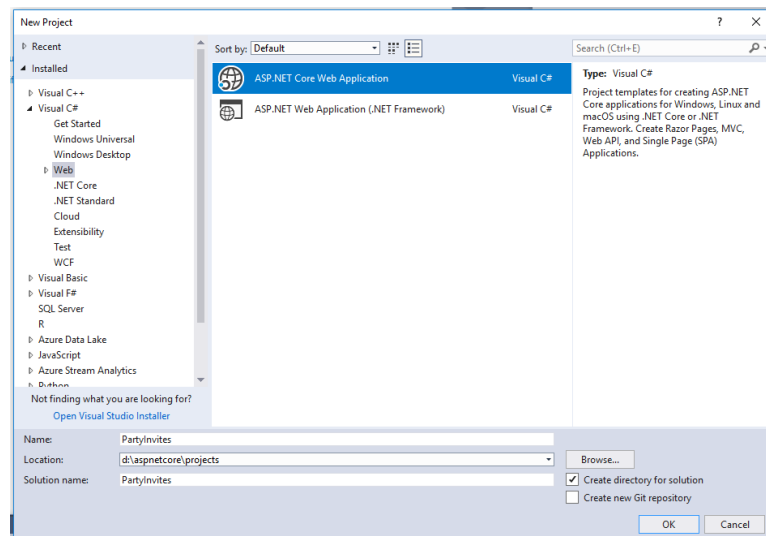 New Project
Recent
Installed
Visual C++
Visual C#
Get Started
Windows Universal
Windows Desktop
Web
.NET Core
.NET Standard
Cloud
Extensibility
Test
WCF
Visual Basic
Visual F#
SQL Server
R
Azure Data Lake
JavaScript
Azure Stream Analytics
Python
Not finding what you are looking for?
Open Visual Studio Installer
Sort by: Default
ASP.NET Core Web Application Visual C#
ASP.NET Web Application (.NET Framework) Visual C#
Search (Ctrl+E)
Type: Visual C#
Project templates for creating ASP.NET
Core applications for Windows, Linux and
macOS using .NET Core or .NET
Framework. Create Razor Pages, MVC,
Web API, and Single Page (SPA)
Applications.
Name: PartyInvites
Location: d:\aspnetcore\projects
Browse...
Solution name: PartyInvites
Create directory for solution
Create new Git repository
OK Cancel